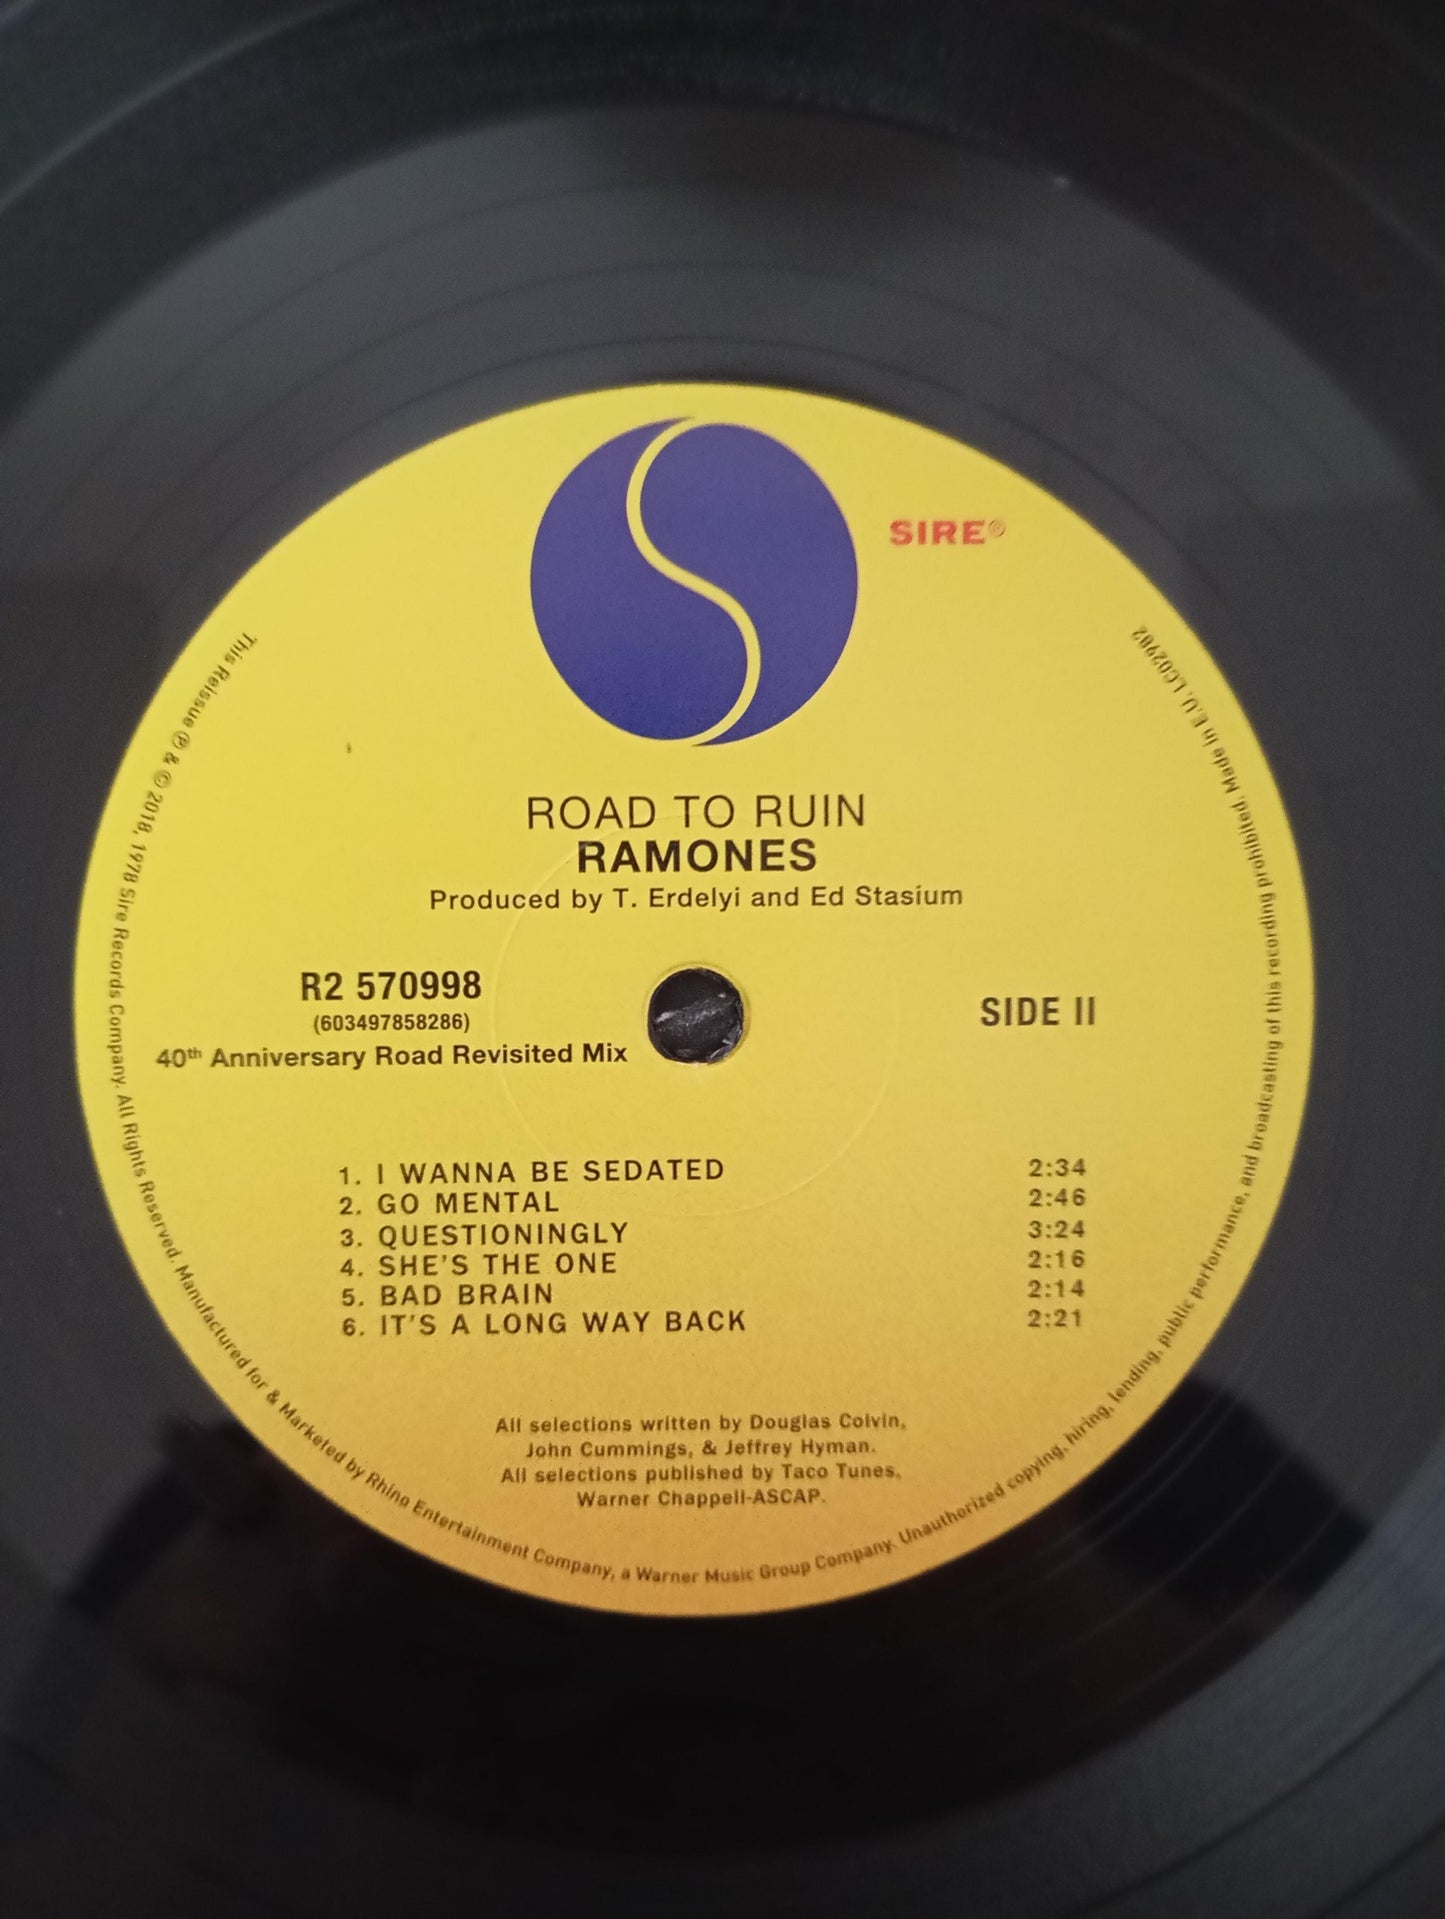 SIRE®
ROAD TO RUIN
RAMONES
Produced by T. Erdelyi and Ed Stasium
R2 570998
(603497858286)
40th Anniversary Road Revisited Mix
SIDE II
1. I WANNA BE SEDATED 2:34
2. GO MENTAL 2:46
3. QUESTIONINGLY 3:24
4. SHE'S THE ONE 2:16
5. BAD BRAIN 2:14
6. IT'S A LONG WAY BACK 2:21
All selections written by Douglas Colvin,
John Cummings, & Jeffrey Hyman.
All selections published by Taco Tunes,
Warner Chappell-ASCAP.
This Reissue ℗ & © 2018, 1978 Sire Records Company. All Rights Reserved. Manufactured for & Marketed by Rhino Entertainment Company, a Warner Music Group Company. Unauthorized copying, hiring, lending, public performance, and broadcasting of this recording prohibited. Made in E.U. LC02982